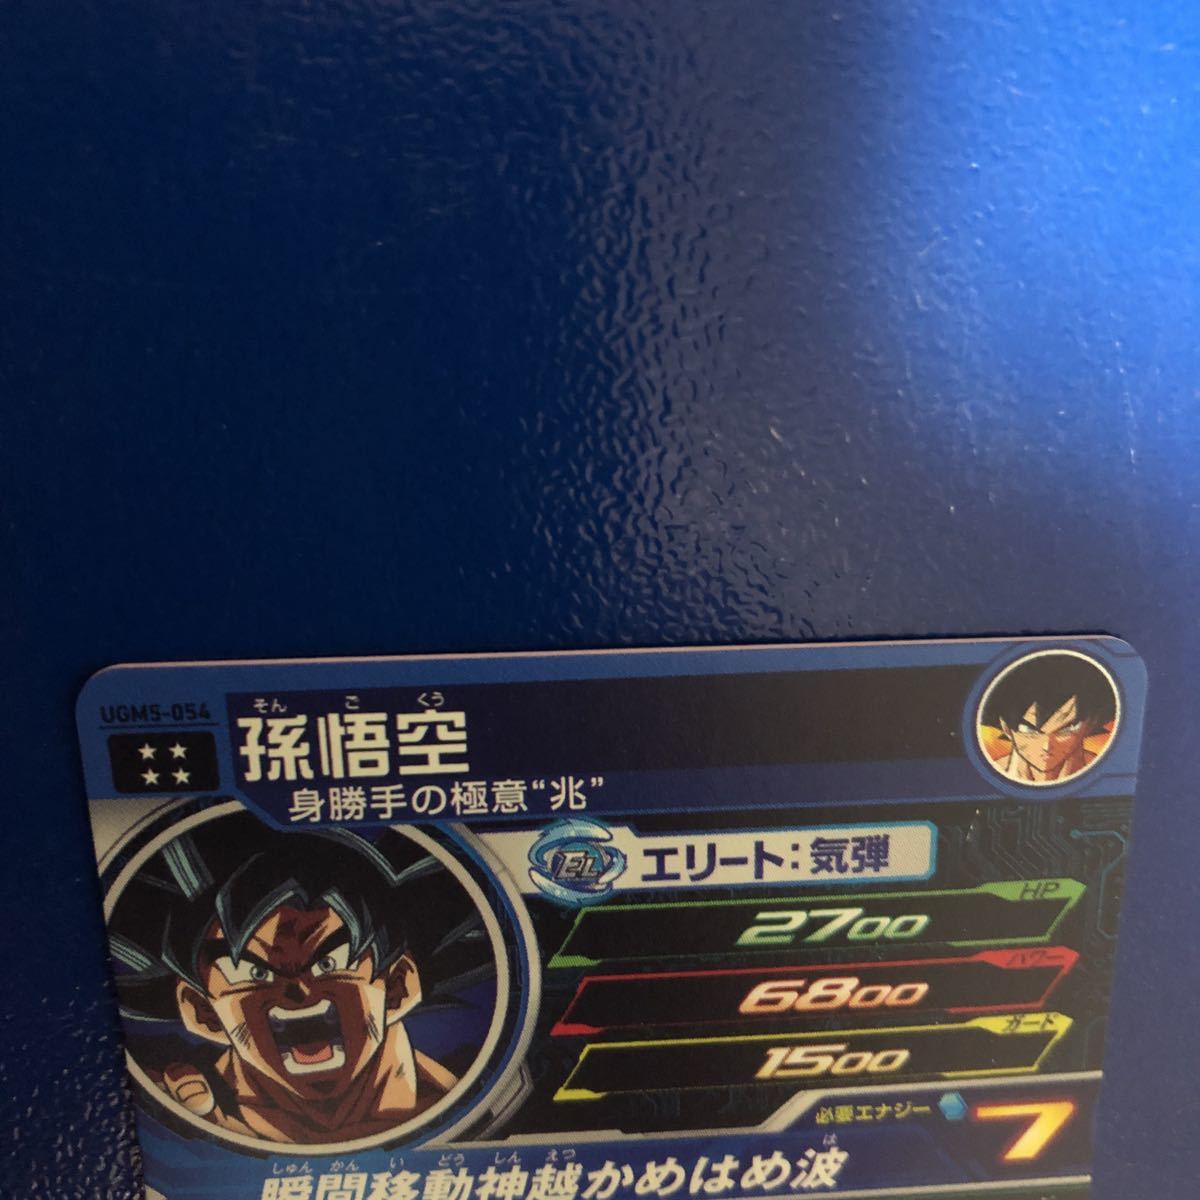 UGM5-054
そんごくう
孫悟空
身勝手の極意“兆”
EL
エリート：気弾
HP
2700
パワー
6800
ガード
1500
必要エナジー 7
しゅんかんいどうしんえつ は
瞬間移動神越かめはめ波